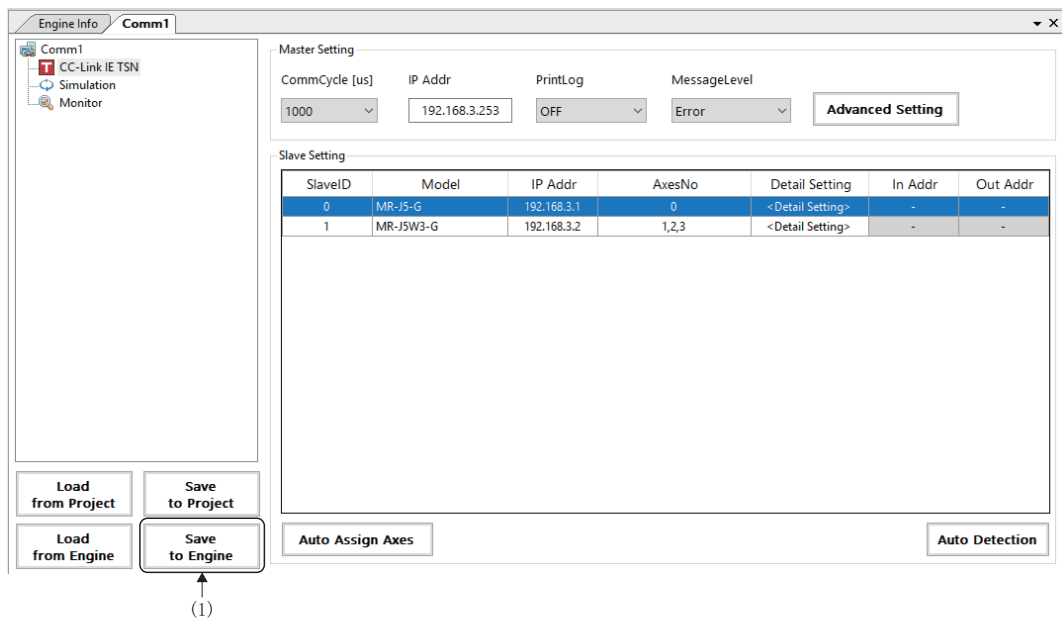 Engine Info
Comm1
Comm1
T CC-Link IE TSN
Simulation
Monitor
Load
from Project
Save
to Project
Load
from Engine
Save
to Engine
(1)
Master Setting
CommCycle [us] IP Addr PrintLog MessageLevel
1000 192.168.3.253 OFF Error Advanced Setting
Slave Setting
SlaveID Model IP Addr AxesNo Detail Setting In Addr Out Addr
0 MR-J5-G 192.168.3.1 0 <Detail Setting> - -
1 MR-J5W3-G 192.168.3.2 1,2,3 <Detail Setting> - -
Auto Assign Axes
Auto Detection